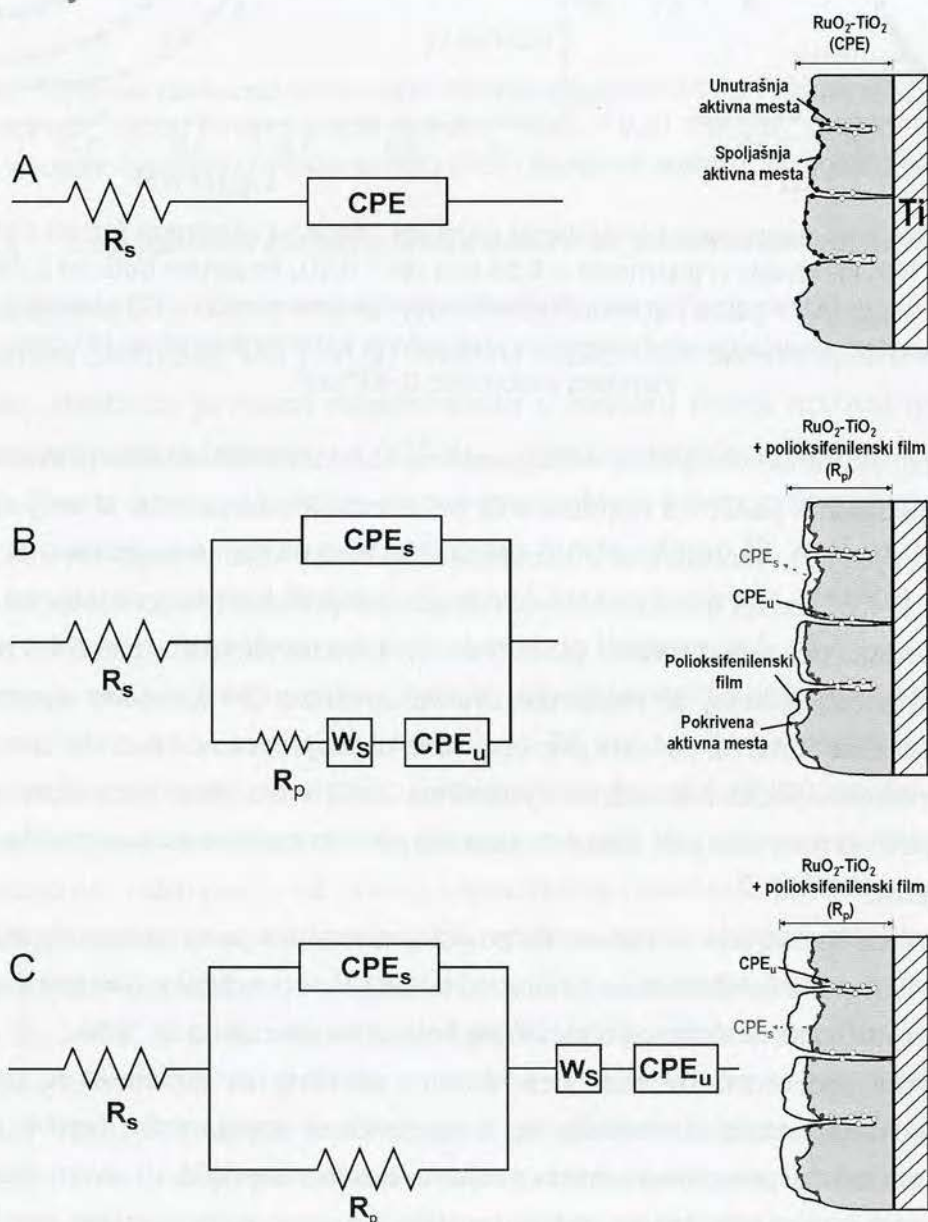 RuO₂-TiO₂
(CPE)
Unutrašnja
aktivna mesta
Spoljašnja
aktivna mesta
Ti
A
CPE
Rₛ
RuO₂-TiO₂
+ polioksifenilenski film
(Rₚ)
B
CPEₛ
Rₛ
Rₚ
Wₛ
CPEᵤ
CPEₛ
CPEᵤ
Polioksifenilenski
film
Pokrivena
aktivna mesta
RuO₂-TiO₂
+ polioksifenilenski film
(Rₚ)
C
CPEₛ
Rₛ
Rₚ
Wₛ
CPEᵤ
CPEᵤ
CPEₛ